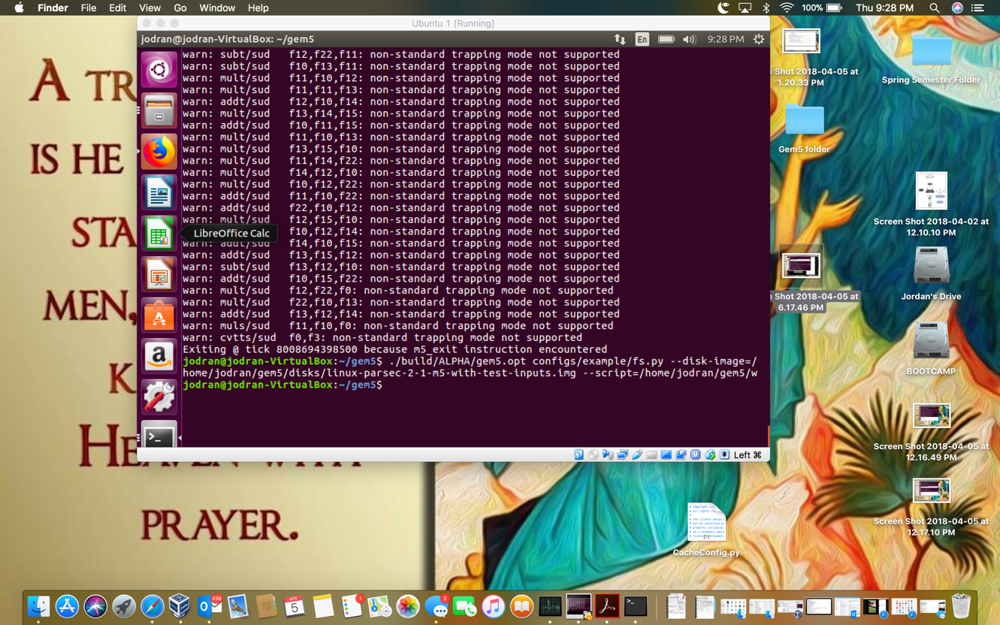 Finder File Edit View Go Window Help
100% Thu 9:28 PM
Ubuntu 1 [Running]
jodran@jodran-VirtualBox: ~/gem5
En 9:28 PM
warn: subt/sud f12,f22,f11: non-standard trapping mode not supported
warn: subt/sud f10,f13,f11: non-standard trapping mode not supported
warn: mult/sud f11,f10,f12: non-standard trapping mode not supported
warn: mult/sud f11,f11,f13: non-standard trapping mode not supported
warn: addt/sud f12,f10,f14: non-standard trapping mode not supported
warn: mult/sud f13,f14,f15: non-standard trapping mode not supported
warn: addt/sud f10,f11,f15: non-standard trapping mode not supported
warn: mult/sud f11,f10,f13: non-standard trapping mode not supported
warn: mult/sud f13,f15,f10: non-standard trapping mode not supported
warn: mult/sud f11,f14,f22: non-standard trapping mode not supported
warn: mult/sud f14,f12,f10: non-standard trapping mode not supported
warn: mult/sud f10,f12,f22: non-standard trapping mode not supported
warn: addt/sud f11,f10,f22: non-standard trapping mode not supported
warn: addt/sud f22,f10,f12: non-standard trapping mode not supported
warn: mult/sud f12,f15,f10: non-standard trapping mode not supported
LibreOffice Calc
f10,f12,f14: non-standard trapping mode not supported
warn: addt/sud f14,f10,f15: non-standard trapping mode not supported
warn: addt/sud f13,f15,f12: non-standard trapping mode not supported
warn: subt/sud f13,f12,f10: non-standard trapping mode not supported
warn: addt/sud f10,f15,f22: non-standard trapping mode not supported
warn: mult/sud f12,f22,f0: non-standard trapping mode not supported
warn: mult/sud f22,f10,f13: non-standard trapping mode not supported
warn: addt/sud f13,f12,f14: non-standard trapping mode not supported
warn: muls/sud f11,f10,f0: non-standard trapping mode not supported
warn: cvtts/sud f0,f3: non-standard trapping mode not supported
Exiting @ tick 8008694398500 because m5_exit instruction encountered
jodran@jodran-VirtualBox:~/gem5$ ./build/ALPHA/gem5.opt configs/example/fs.py --disk-image=/
home/jodran/gem5/disks/linux-parsec-2-1-m5-with-test-inputs.img --script=/home/jodran/gem5/w
jodran@jodran-VirtualBox:~/gem5$
Left ⌘
A TR
IS HE
STA
MEN,
K
HEAVEN WITH
PRAYER.
Shot 2018-04-05 at
1.20.33 PM
Spring Semester Folder
Gem5 folder
Screen Shot 2018-04-02 at
12.10.10 PM
Shot 2018-04-05 at
6.17.46 PM
Jordan's Drive
BOOTCAMP
Screen Shot 2018-04-05 at
12.16.49 PM
Screen Shot 2018-04-05 at
12.17.10 PM
PY
CacheConfig.py
438
APR
5
1
2